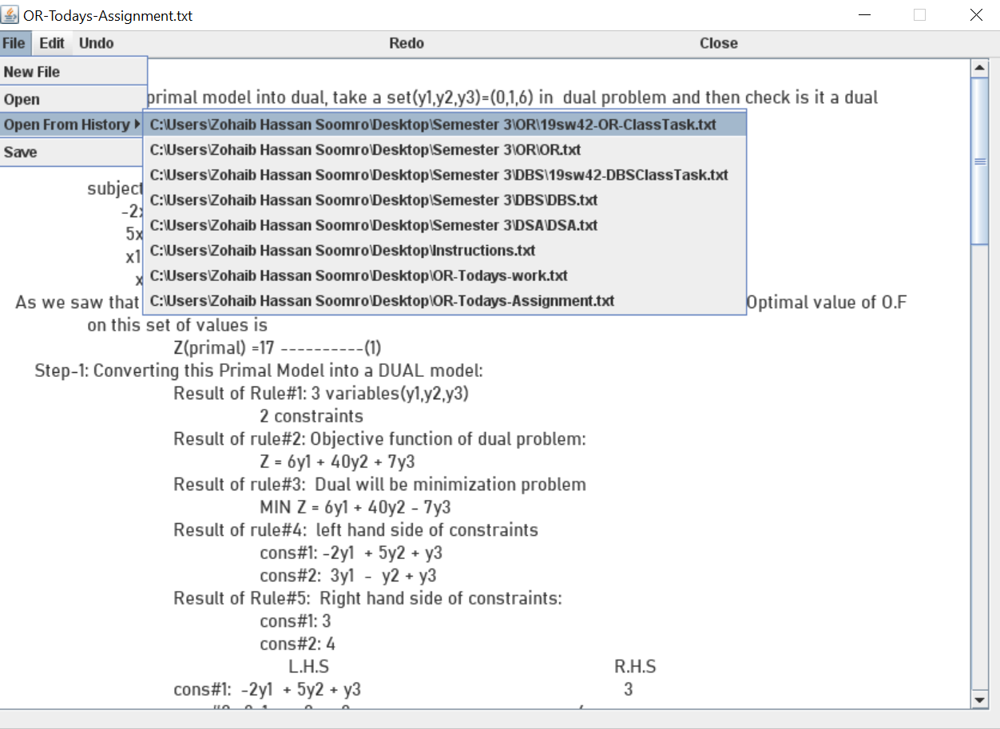 OR-Todays-Assignment.txt
File Edit Undo Redo Close
New File
Open
Open From History
Save
primal model into dual, take a set(y1,y2,y3)=(0,1,6) in  dual problem and then check is it a dual
C:\Users\Zohaib Hassan Soomro\Desktop\Semester 3\OR\19sw42-OR-ClassTask.txt
C:\Users\Zohaib Hassan Soomro\Desktop\Semester 3\OR\OR.txt
C:\Users\Zohaib Hassan Soomro\Desktop\Semester 3\DBS\19sw42-DBSClassTask.txt
C:\Users\Zohaib Hassan Soomro\Desktop\Semester 3\DBS\DBS.txt
C:\Users\Zohaib Hassan Soomro\Desktop\Semester 3\DSA\DSA.txt
C:\Users\Zohaib Hassan Soomro\Desktop\Instructions.txt
C:\Users\Zohaib Hassan Soomro\Desktop\OR-Todays-work.txt
C:\Users\Zohaib Hassan Soomro\Desktop\OR-Todays-Assignment.txt
subject
-2x
5x
x1
x
As we saw that Optimal value of O.F
on this set of values is
Z(primal) =17 ----------(1)
Step-1: Converting this Primal Model into a DUAL model:
Result of Rule#1: 3 variables(y1,y2,y3)
2 constraints
Result of rule#2: Objective function of dual problem:
Z = 6y1 + 40y2 + 7y3
Result of rule#3:  Dual will be minimization problem
MIN Z = 6y1 + 40y2 - 7y3
Result of rule#4:  left hand side of constraints
cons#1: -2y1  + 5y2 + y3
cons#2:  3y1  -  y2 + y3
Result of Rule#5:  Right hand side of constraints:
cons#1: 3
cons#2: 4
L.H.S R.H.S
cons#1:  -2y1  + 5y2 + y3 3